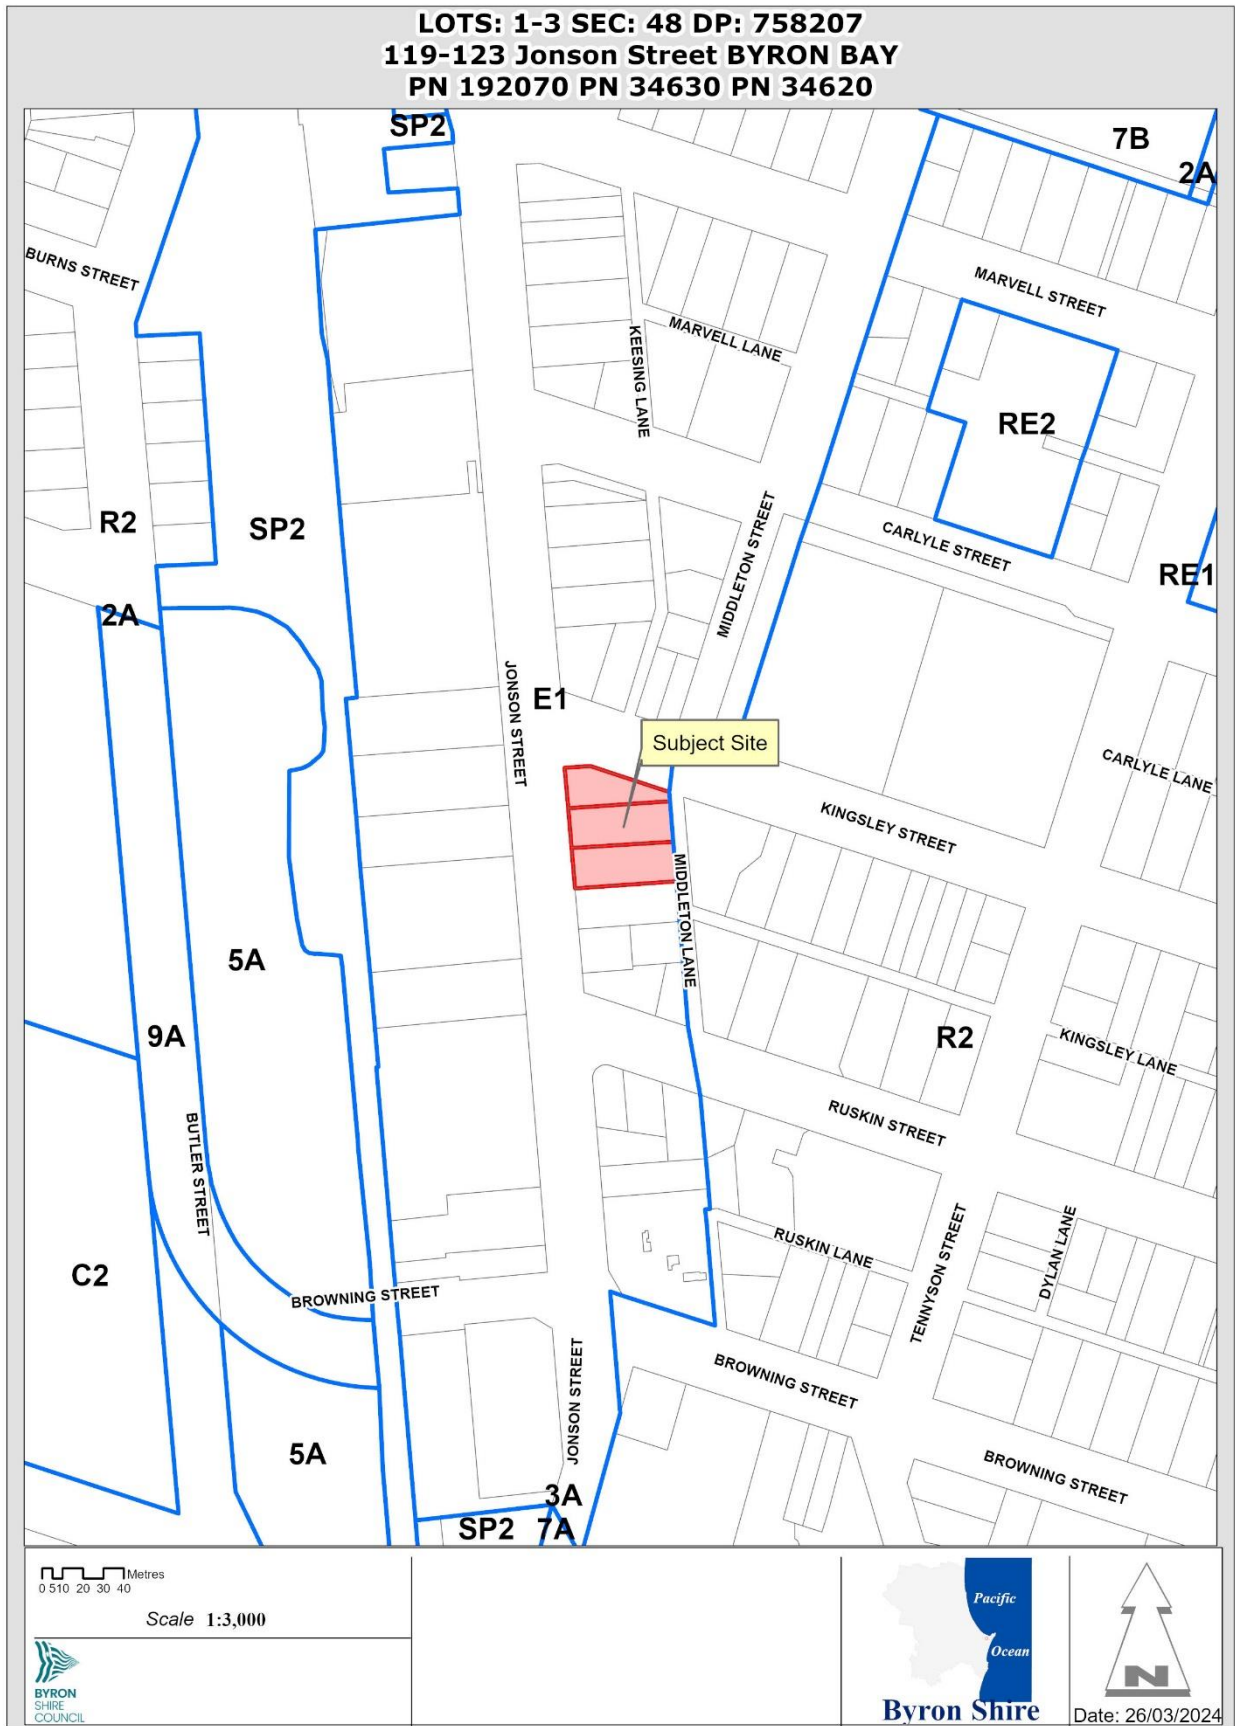 LOTS: 1-3 SEC: 48 DP: 758207
119-123 Jonson Street BYRON BAY
PN 192070 PN 34630 PN 34620
SP2
7B
2A
BURNS STREET
MARVELL STREET
MARVELL LANE
KEESING LANE
RE2
R2
SP2
MIDDLETON STREET
CARLYLE STREET
RE1
2A
JONSON STREET
E1
Subject Site
CARLYLE LANE
KINGSLEY STREET
MIDDLETON LANE
5A
9A
R2
KINGSLEY LANE
RUSKIN STREET
BUTLER STREET
C2
RUSKIN LANE
TENNYSON STREET
DYLAN LANE
BROWNING STREET
JONSON STREET
BROWNING STREET
5A
BROWNING STREET
3A
SP2
7A
Metres
0 5 10 20 30 40
Scale 1:3,000
BYRON
SHIRE
COUNCIL
Pacific
Ocean
Byron Shire
N
Date: 26/03/2024